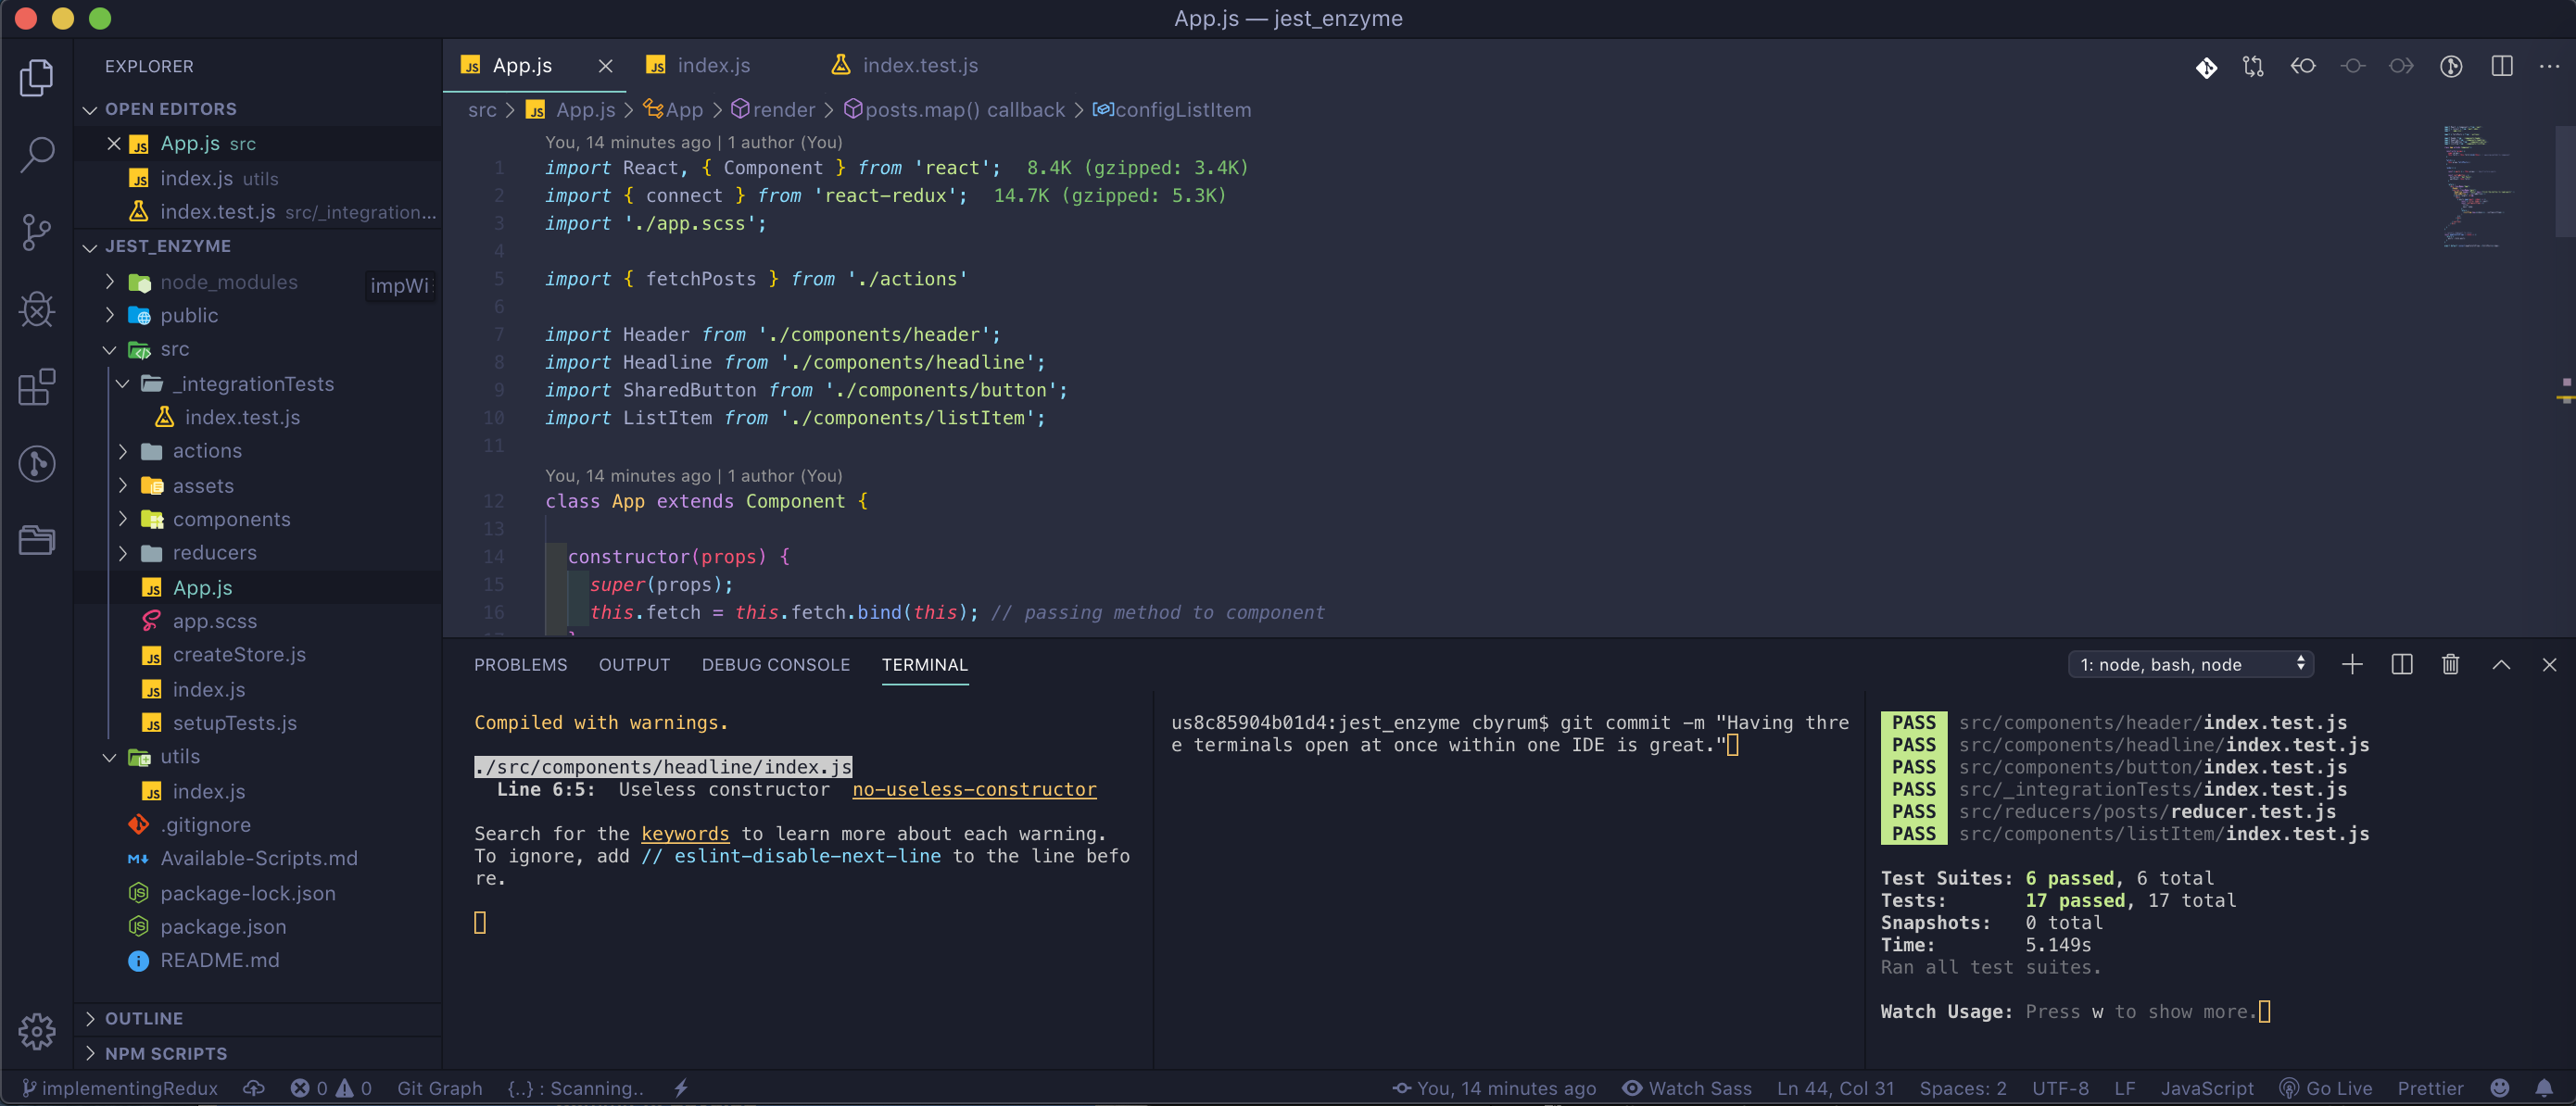 App.js — jest_enzyme
EXPLORER
OPEN EDITORS
App.js src
index.js utils
index.test.js src/_integration...
JEST_ENZYME
node_modules
impWi
public
src
_integrationTests
index.test.js
actions
assets
components
reducers
App.js
app.scss
createStore.js
index.js
setupTests.js
utils
index.js
.gitignore
Available-Scripts.md
package-lock.json
package.json
README.md
OUTLINE
NPM SCRIPTS
App.js
index.js
index.test.js
src > App.js > App > render > posts.map() callback > configListItem
You, 14 minutes ago | 1 author (You)
1 import React, { Component } from 'react'; 8.4K (gzipped: 3.4K)
2 import { connect } from 'react-redux'; 14.7K (gzipped: 5.3K)
3 import './app.scss';
4
5 import { fetchPosts } from './actions'
6
7 import Header from './components/header';
8 import Headline from './components/headline';
9 import SharedButton from './components/button';
10 import ListItem from './components/listItem';
11
You, 14 minutes ago | 1 author (You)
12 class App extends Component {
13
14 constructor(props) {
15 super(props);
16 this.fetch = this.fetch.bind(this); // passing method to component
PROBLEMS OUTPUT DEBUG CONSOLE TERMINAL
1: node, bash, node
Compiled with warnings.
./src/components/headline/index.js
Line 6:5: Useless constructor no-useless-constructor
Search for the keywords to learn more about each warning.
To ignore, add // eslint-disable-next-line to the line befo
re.
us8c85904b01d4:jest_enzyme cbyrum$ git commit -m "Having thre
e terminals open at once within one IDE is great."
PASS src/components/header/index.test.js
PASS src/components/headline/index.test.js
PASS src/components/button/index.test.js
PASS src/_integrationTests/index.test.js
PASS src/reducers/posts/reducer.test.js
PASS src/components/listItem/index.test.js
Test Suites: 6 passed, 6 total
Tests: 17 passed, 17 total
Snapshots: 0 total
Time: 5.149s
Ran all test suites.
Watch Usage: Press w to show more.
implementingRedux 0 0 Git Graph {..} : Scanning.. You, 14 minutes ago Watch Sass Ln 44, Col 31 Spaces: 2 UTF-8 LF JavaScript Go Live Prettier